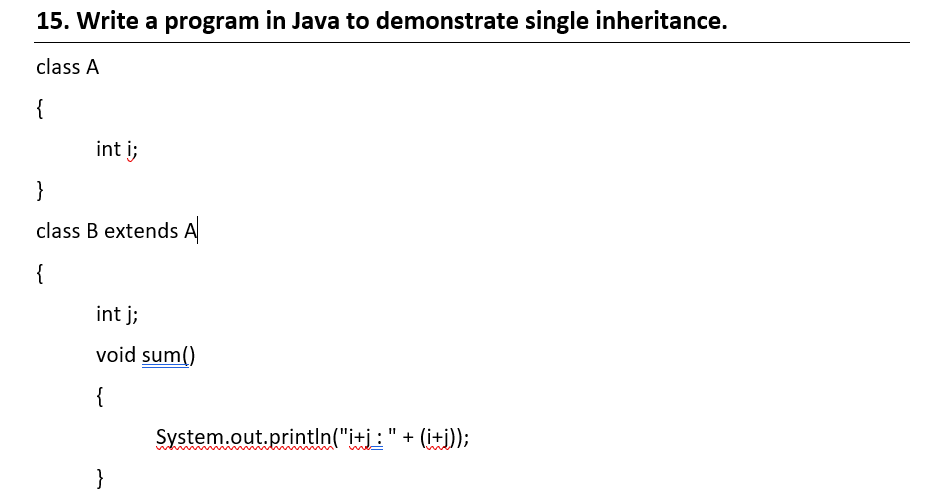 15. Write a program in Java to demonstrate single inheritance.
class A
{
int i;
}
class B extends A
{
int j;
void sum()
{
System.out.println("i+j : " + (i+j));
}